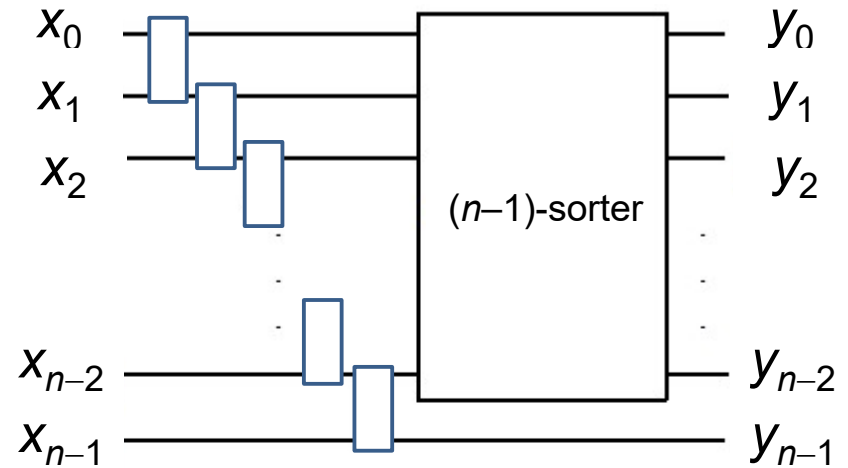 x₀ y₀
x₁ y₁
x₂ y₂
(n–1)-sorter
xₙ₋₂ yₙ₋₂
xₙ₋₁ yₙ₋₁